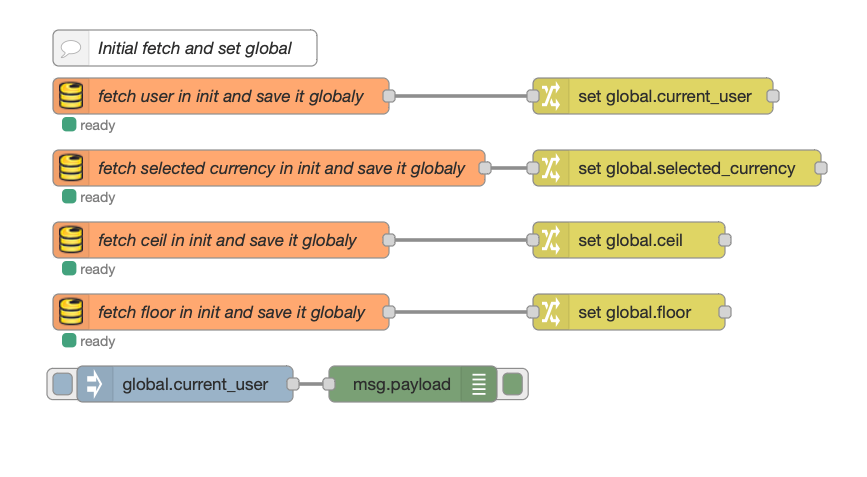 Initial fetch and set global
fetch user in init and save it globaly
set global.current_user
ready
fetch selected currency in init and save it globaly
set global.selected_currency
ready
fetch ceil in init and save it globaly
set global.ceil
ready
fetch floor in init and save it globaly
set global.floor
ready
global.current_user
msg.payload